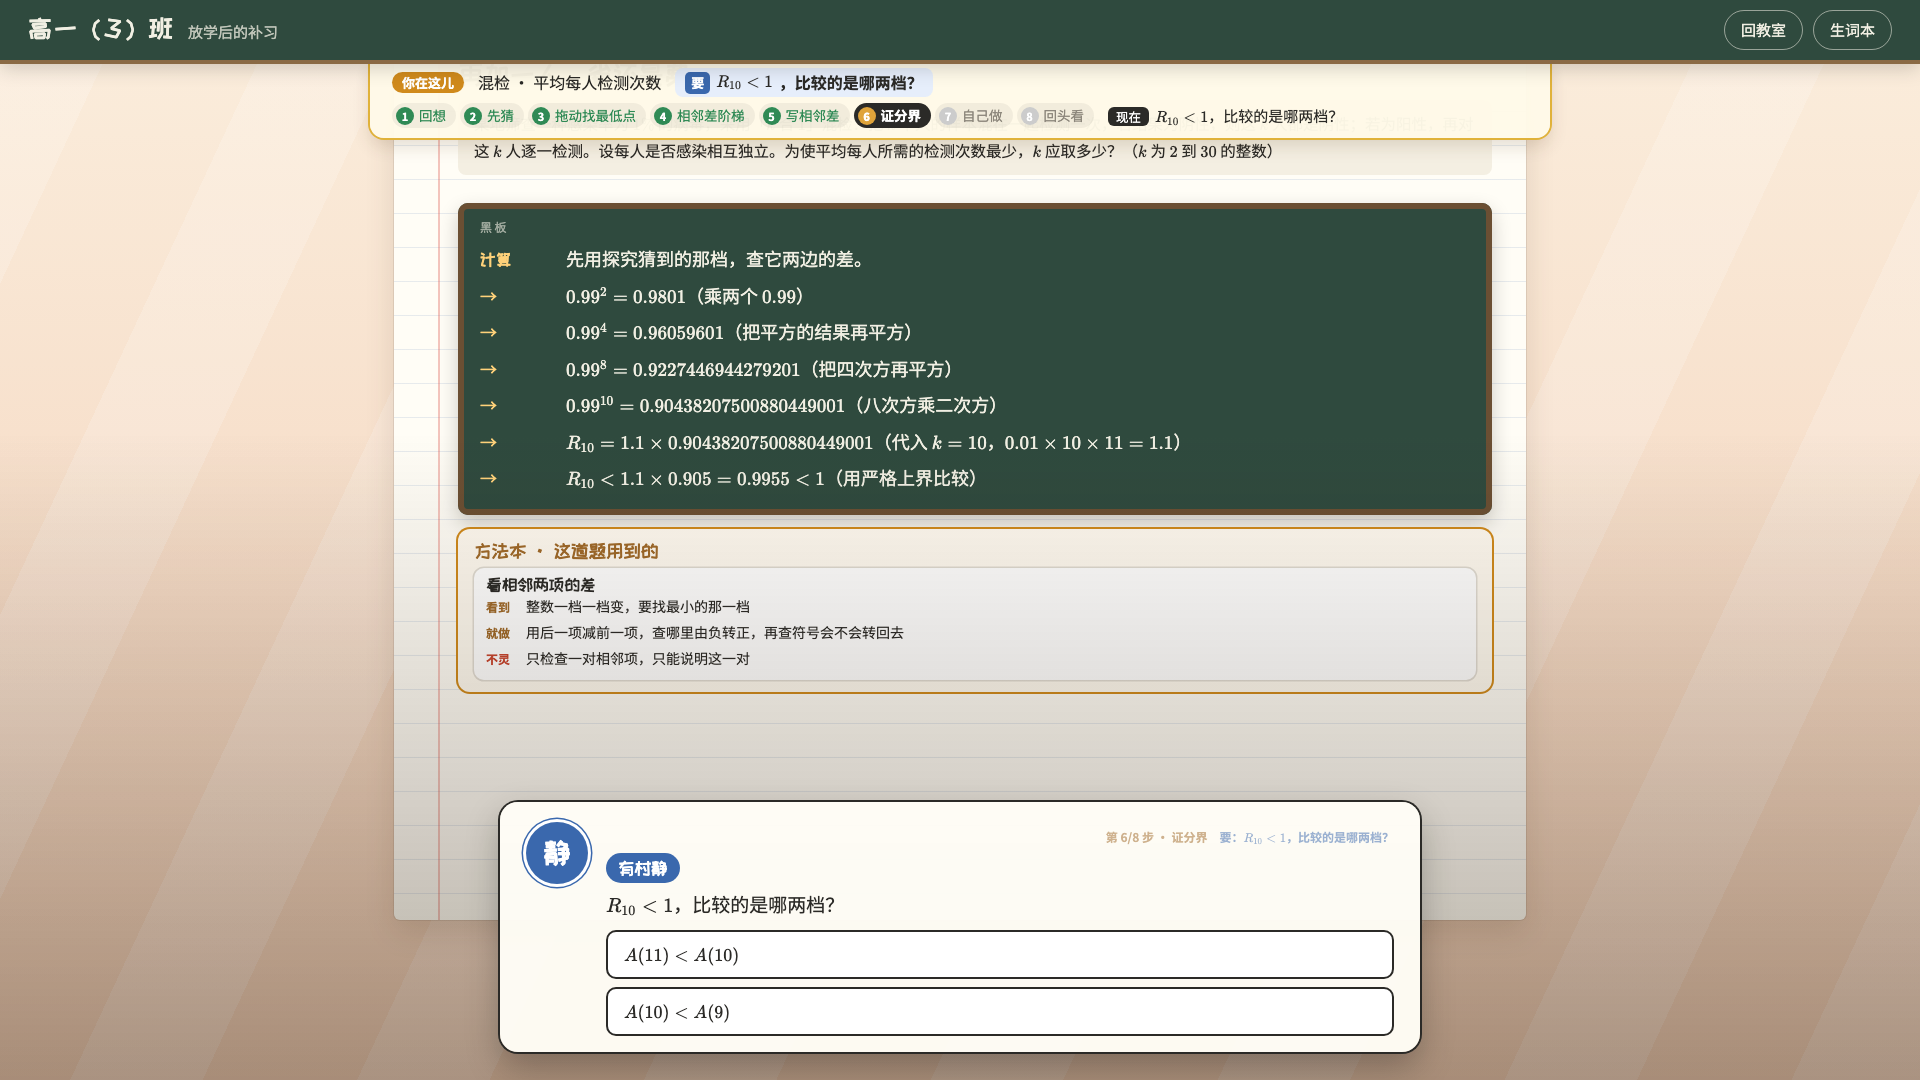 高一（3）班 放学后的补习 回教室 生词本
你在这儿 混检 · 平均每人检测次数 要 R₁₀ < 1 ，比较的是哪两档？
1 回想 2 先猜 3 拖动找最低点 4 相邻差阶梯 5 写相邻差 6 证分界 7 自己做 8 回头看 现在 R₁₀ < 1，比较的是哪两档？
这 k 人逐一检测。设每人是否感染相互独立。为使平均每人所需的检测次数最少，k 应取多少？（k 为 2 到 30 的整数）
黑板
计算 先用探究猜到的那档，查它两边的差。
→ 0.99² = 0.9801（乘两个 0.99）
→ 0.99⁴ = 0.96059601（把平方的结果再平方）
→ 0.99⁸ = 0.9227446944279201（把四次方再平方）
→ 0.99¹⁰ = 0.90438207500880449001（八次方乘二次方）
→ R₁₀ = 1.1 × 0.90438207500880449001（代入 k = 10，0.01 × 10 × 11 = 1.1）
→ R₁₀ < 1.1 × 0.905 = 0.9955 < 1（用严格上界比较）
方法本 · 这道题用到的
看相邻两项的差
看到 整数一档一档变，要找最小的那一档
就做 用后一项减前一项，查哪里由负转正，再查符号会不会转回去
不灵 只检查一对相邻项，只能说明这一对
第 6/8 步 · 证分界 要：R₁₀ < 1，比较的是哪两档？
静
有村静
R₁₀ < 1，比较的是哪两档？
A(11) < A(10)
A(10) < A(9)